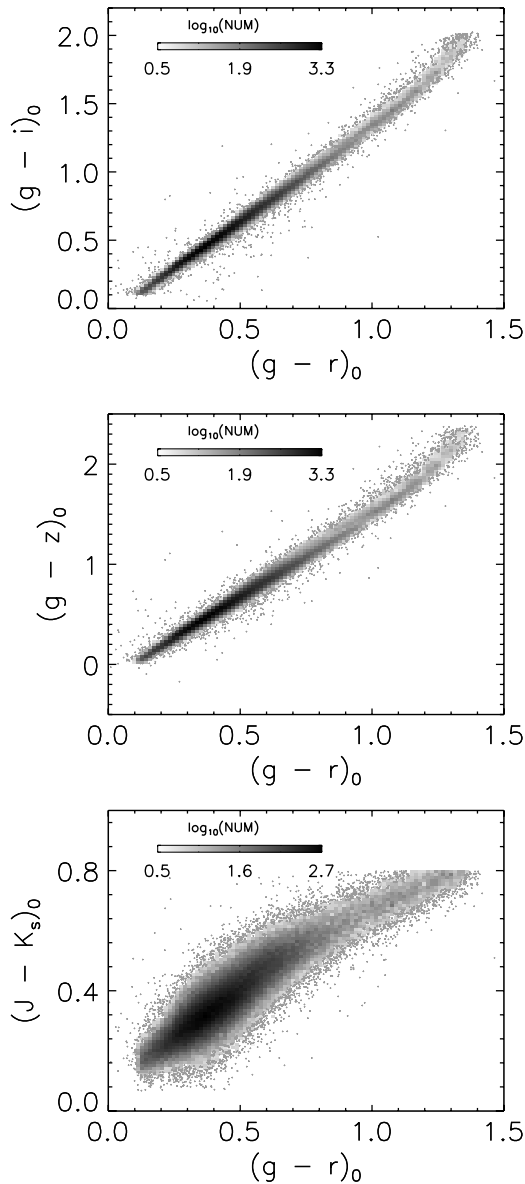 2.0
log₁₀(NUM)
0.5 1.9 3.3
1.5
1.0
0.5
0.0
(g − i)₀
0.0 0.5 1.0 1.5
(g − r)₀
log₁₀(NUM)
2
0.5 1.9 3.3
1
0
(g − z)₀
0.0 0.5 1.0 1.5
(g − r)₀
log₁₀(NUM)
0.8
0.5 1.6 2.7
0.4
0.0
(J − Kₛ)₀
0.0 0.5 1.0 1.5
(g − r)₀